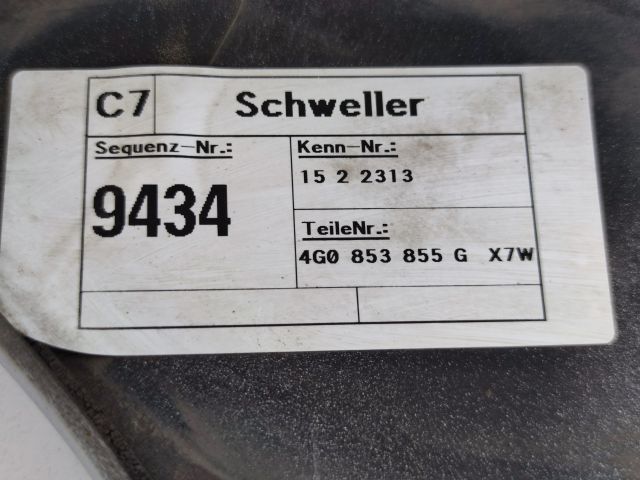 C7 Schweller
Sequenz-Nr.:
9434
Kenn-Nr.:
15 2 2313
TeileNr.:
4G0 853 855 G X7W